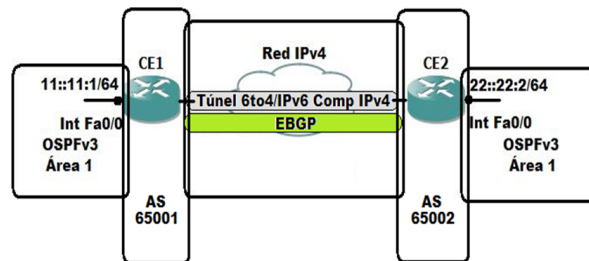 Red IPv4
CE1
CE2
11::11:1/64
22::22:2/64
Túnel 6to4/IPv6 Comp IPv4
Int Fa0/0
EBGP
Int Fa0/0
OSPFv3
Área 1
OSPFv3
Área 1
AS
65001
AS
65002